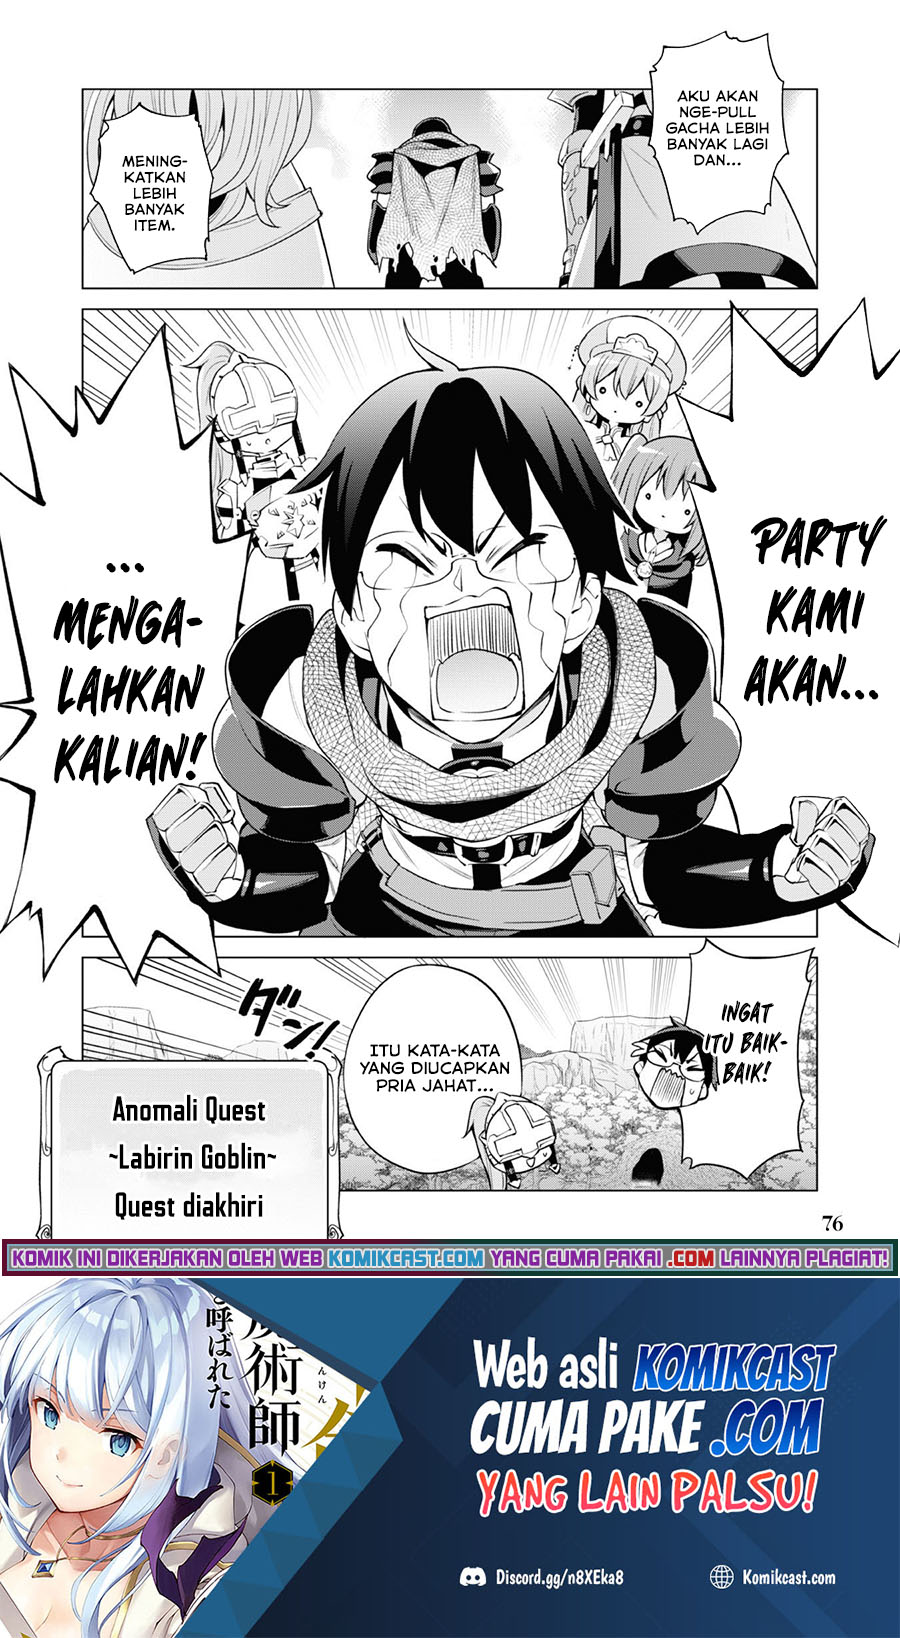 AKU AKAN
NGE-PULL
GACHA LEBIH
BANYAK LAGI
DAN...
MENING-
KATKAN
LEBIH
BANYAK
ITEM.
PARTY
KAMI
AKAN...
...
MENGA-
LAHKAN
KALIAN!
INGAT
ITU BAIK-
BAIK!
ITU KATA-KATA
YANG DIUCAPKAN
PRIA JAHAT...
ダン!
Anomali Quest
~Labirin Goblin~
Quest diakhiri
76
KOMIK INI DIKERJAKAN OLEH WEB KOMIKCAST.COM YANG CUMA PAKAI .COM LAINNYA PLAGIAT!
呼ばれた
術師
んけん
1
Web asli KOMIKCAST
CUMA PAKE .COM
YANG LAIN PALSU!
Discord.gg/n8XEka8
Komikcast.com